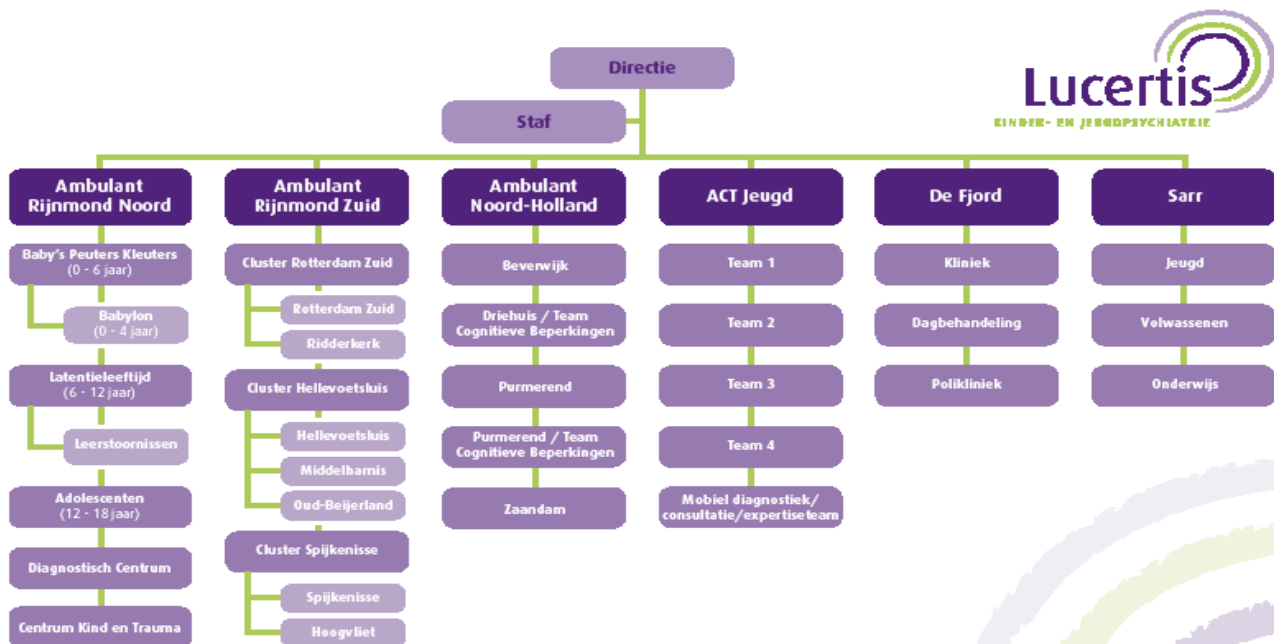 Directie
Lucertis
KINDER- EN JEUGDPSYCHIATRIE
Staf
Ambulant
Rijnmond Noord
Baby's Peuters Kleuters
(0 - 6 jaar)
Babylon
(0 - 4 jaar)
Latentieleeftijd
(6 - 12 jaar)
Leerstoornissen
Adolescenten
(12 - 18 jaar)
Diagnostisch Centrum
Centrum Kind en Trauma
Ambulant
Rijnmond Zuid
Cluster Rotterdam Zuid
Rotterdam Zuid
Ridderkerk
Cluster Hellevoetsluis
Hellevoetsluis
Middelharnis
Oud-Beijerland
Cluster Spijkenisse
Spijkenisse
Hoogvliet
Ambulant
Noord-Holland
Beverwijk
Driehuis / Team
Cognitieve Beperkingen
Purmerend
Purmerend / Team
Cognitieve Beperkingen
Zaandam
ACT Jeugd
Team 1
Team 2
Team 3
Team 4
Mobiel diagnostiek/
consultatie/expertiseteam
De Fjord
Kliniek
Dagbehandeling
Polikliniek
Sarr
Jeugd
Volwassenen
Onderwijs